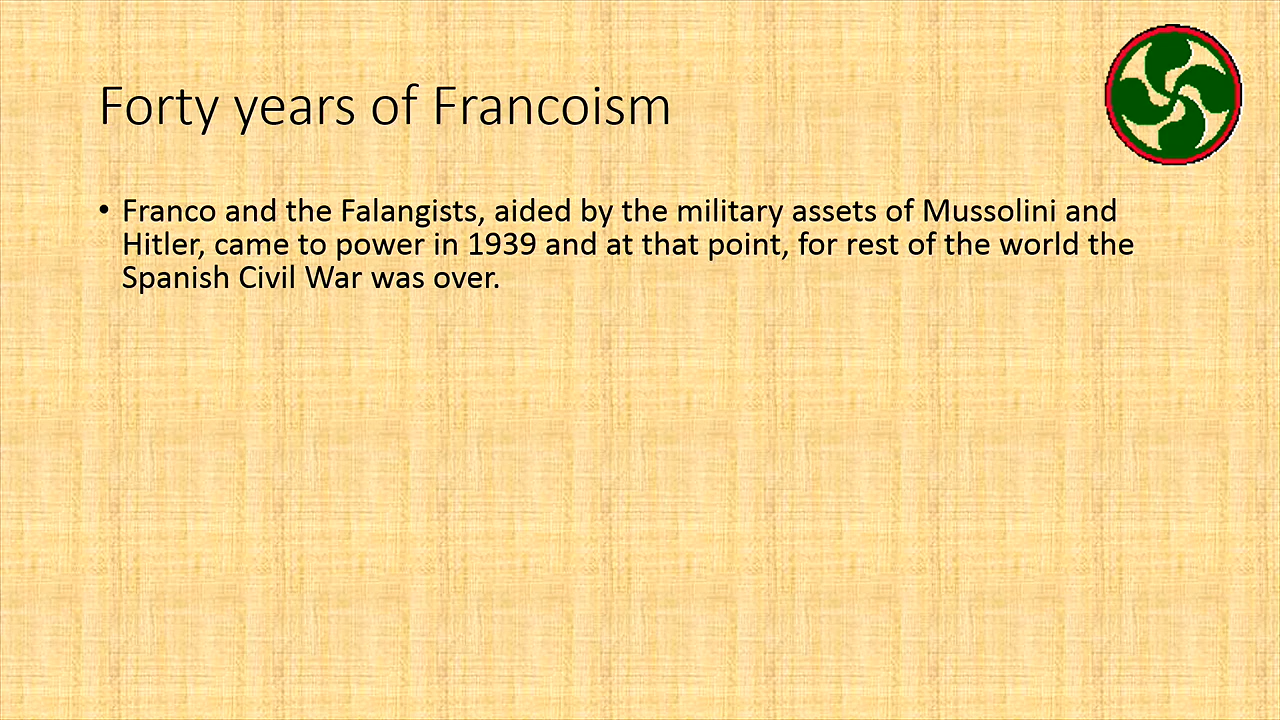 Forty years of Francoism
• Franco and the Falangists, aided by the military assets of Mussolini and
Hitler, came to power in 1939 and at that point, for rest of the world the
Spanish Civil War was over.